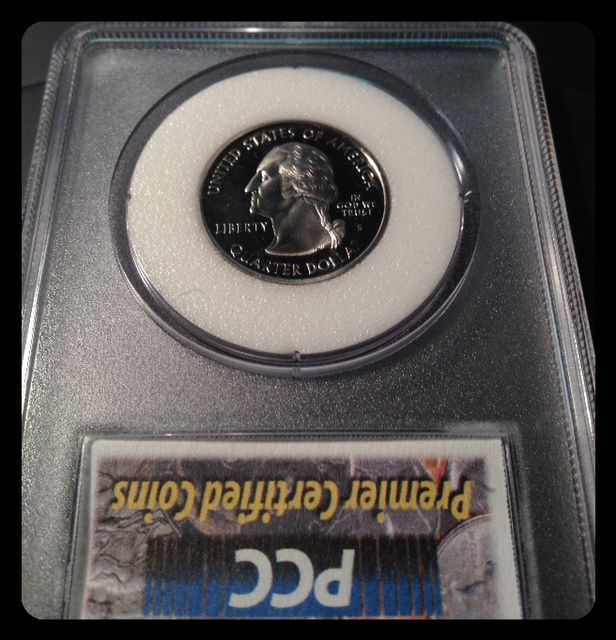 UNITED STATES OF AMERICA
IN
GOD WE
TRUST
LIBERTY
S
QUARTER DOLLAR
Premier Certified Coins
PCC